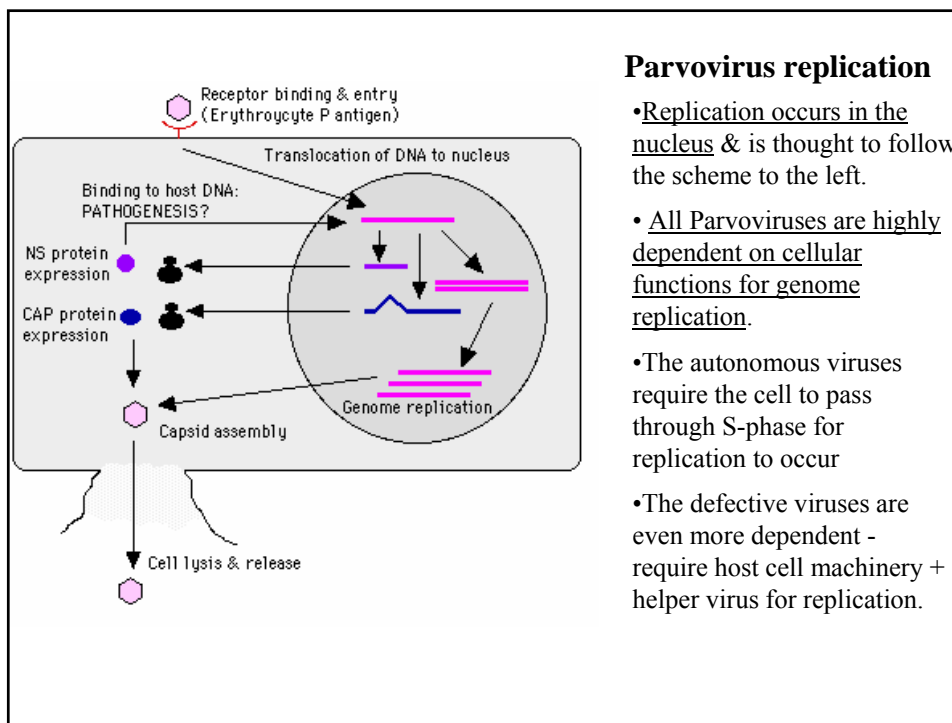 Parvovirus replication
•Replication occurs in the
nucleus & is thought to follow
the scheme to the left.
• All Parvoviruses are highly
dependent on cellular
functions for genome
replication.
•The autonomous viruses
require the cell to pass
through S-phase for
replication to occur
•The defective viruses are
even more dependent -
require host cell machinery +
helper virus for replication.
Receptor binding & entry
(Erythroycyte P antigen)
Translocation of DNA to nucleus
Binding to host DNA:
PATHOGENESIS?
NS protein
expression
CAP protein
expression
Genome replication
Capsid assembly
Cell lysis & release